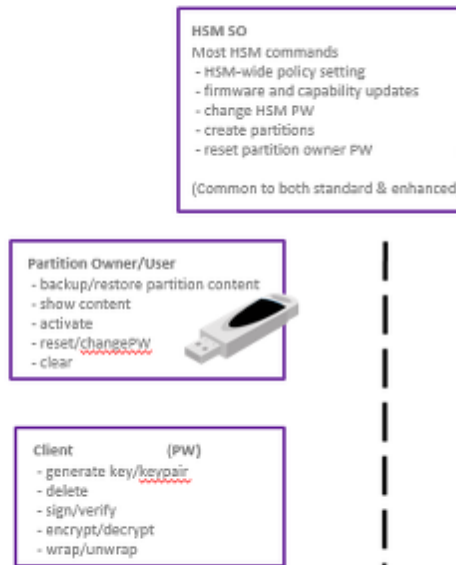 HSM SO
Most HSM commands
- HSM-wide policy setting
- firmware and capability updates
- change HSM PW
- create partitions
- reset partition owner PW
(Common to both standard & enhanced
Partition Owner/User
- backup/restore partition content
- show content
- activate
- reset/changePW
- clear
Client (PW)
- generate key/keypair
- delete
- sign/verify
- encrypt/decrypt
- wrap/unwrap